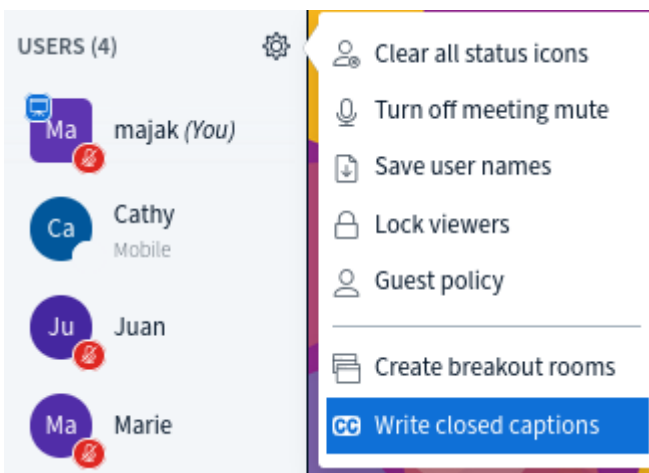 USERS (4)
Ma
majak (You)
Ca
Cathy
Mobile
Ju
Juan
Ma
Marie
Clear all status icons
Turn off meeting mute
Save user names
Lock viewers
Guest policy
Create breakout rooms
CC Write closed captions